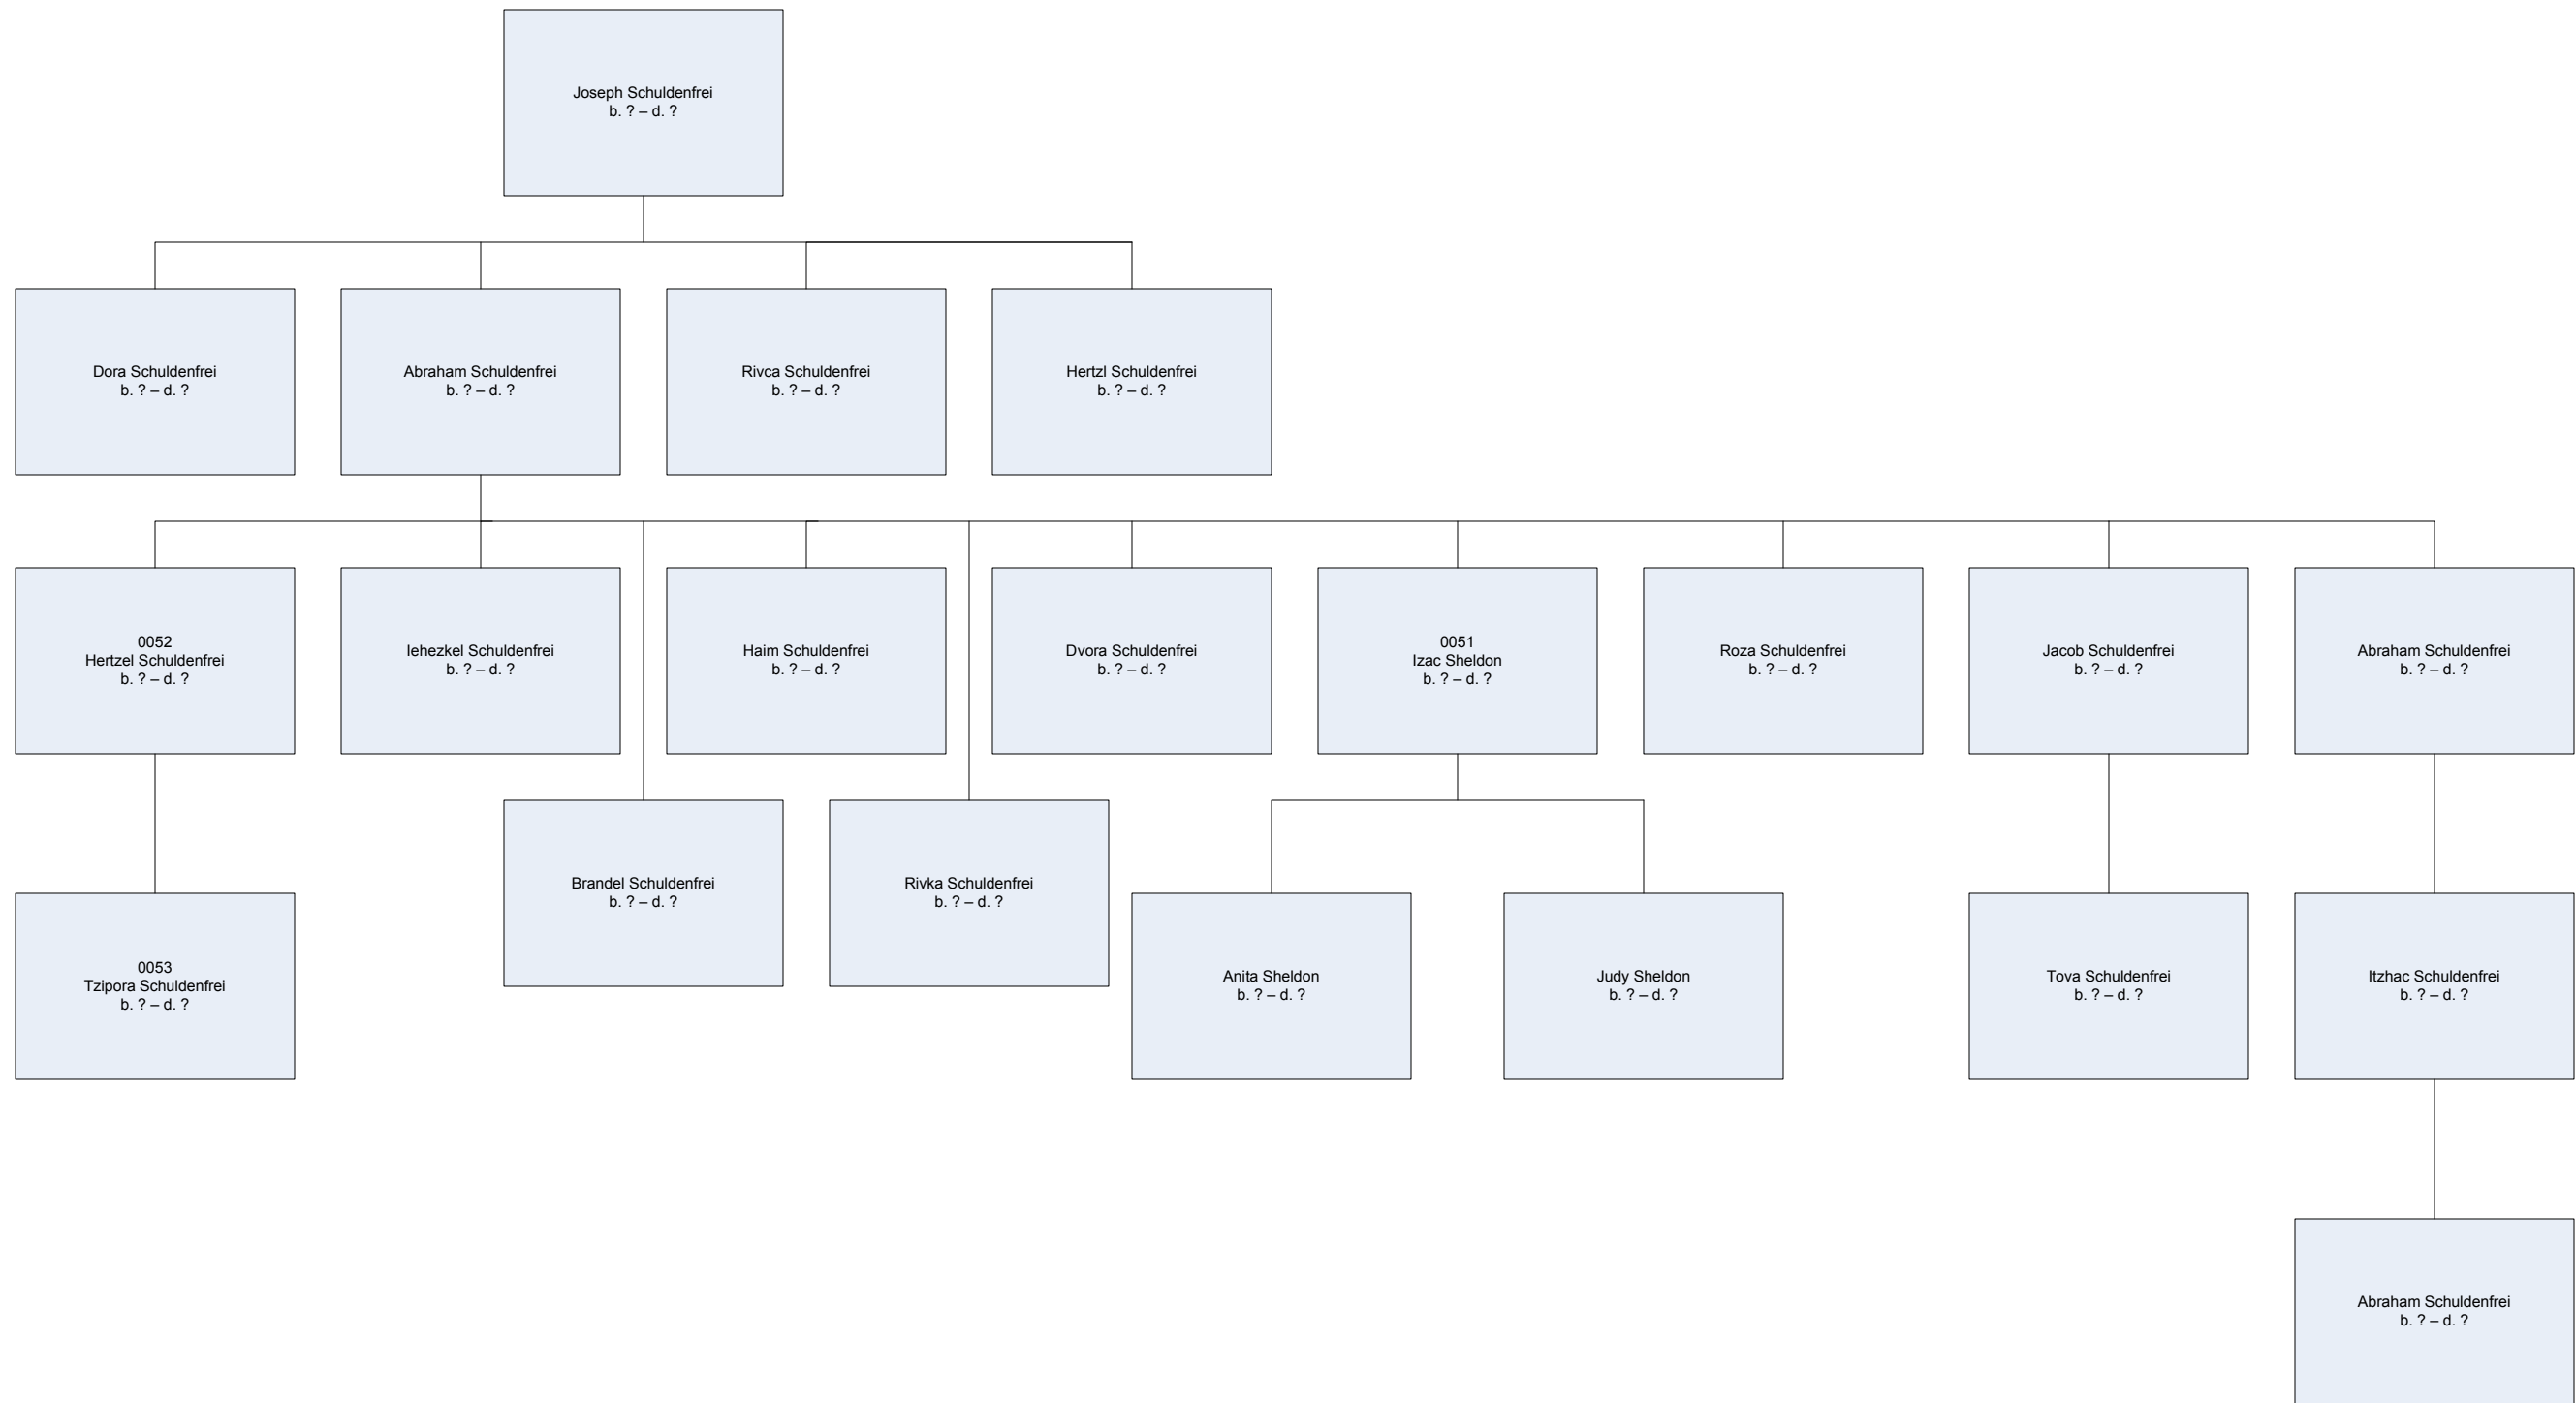 Joseph Schuldenfrei
b. ? – d. ?
Dora Schuldenfrei
b. ? – d. ?
Abraham Schuldenfrei
b. ? – d. ?
Rivca Schuldenfrei
b. ? – d. ?
Hertzl Schuldenfrei
b. ? – d. ?
0052
Hertzel Schuldenfrei
b. ? – d. ?
Iehezkel Schuldenfrei
b. ? – d. ?
Haim Schuldenfrei
b. ? – d. ?
Dvora Schuldenfrei
b. ? – d. ?
0051
Izac Sheldon
b. ? – d. ?
Roza Schuldenfrei
b. ? – d. ?
Jacob Schuldenfrei
b. ? – d. ?
Abraham Schuldenfrei
b. ? – d. ?
Brandel Schuldenfrei
b. ? – d. ?
Rivka Schuldenfrei
b. ? – d. ?
0053
Tzipora Schuldenfrei
b. ? – d. ?
Anita Sheldon
b. ? – d. ?
Judy Sheldon
b. ? – d. ?
Tova Schuldenfrei
b. ? – d. ?
Itzhac Schuldenfrei
b. ? – d. ?
Abraham Schuldenfrei
b. ? – d. ?